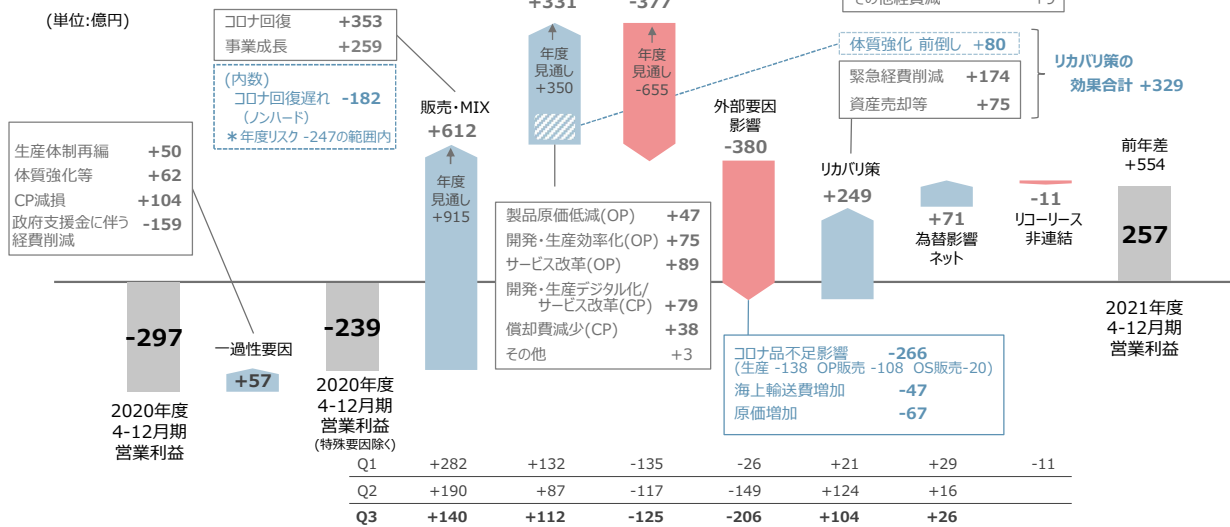 (単位:億円)
コロナ回復 +353
事業成長 +259
(内数)
コロナ回復遅れ -182
(ノンハード)
*年度リスク -247の範囲内
生産体制再編 +50
体質強化等 +62
CP減損 +104
政府支援金に伴う
経費削減 -159
-297
2020年度
4-12月期
営業利益
一過性要因
+57
-239
2020年度
4-12月期
営業利益
(特殊要因除く)
販売・MIX
+612
年度
見通し
+915
+331
年度
見通し
+350
製品原価低減(OP) +47
開発・生産効率化(OP) +75
サービス改革(OP) +89
開発・生産デジタル化/
サービス改革(CP) +79
償却費減少(CP) +38
その他 +3
-377
年度
見通し
-655
外部要因
影響
-380
コロナ品不足影響 -266
(生産 -138 OP販売 -108 OS販売-20)
海上輸送費増加 -47
原価増加 -67
体質強化 前倒し +80
緊急経費削減 +174
資産売却等 +75
リカバリ策の
効果合計 +329
リカバリ策
+249
+71
為替影響
ネット
-11
リコーリース
非連結
前年差
+554
257
2021年度
4-12月期
営業利益
Q1 +282 +132 -135 -26 +21 +29 -11
Q2 +190 +87 -117 -149 +124 +16
Q3 +140 +112 -125 -206 +104 +26